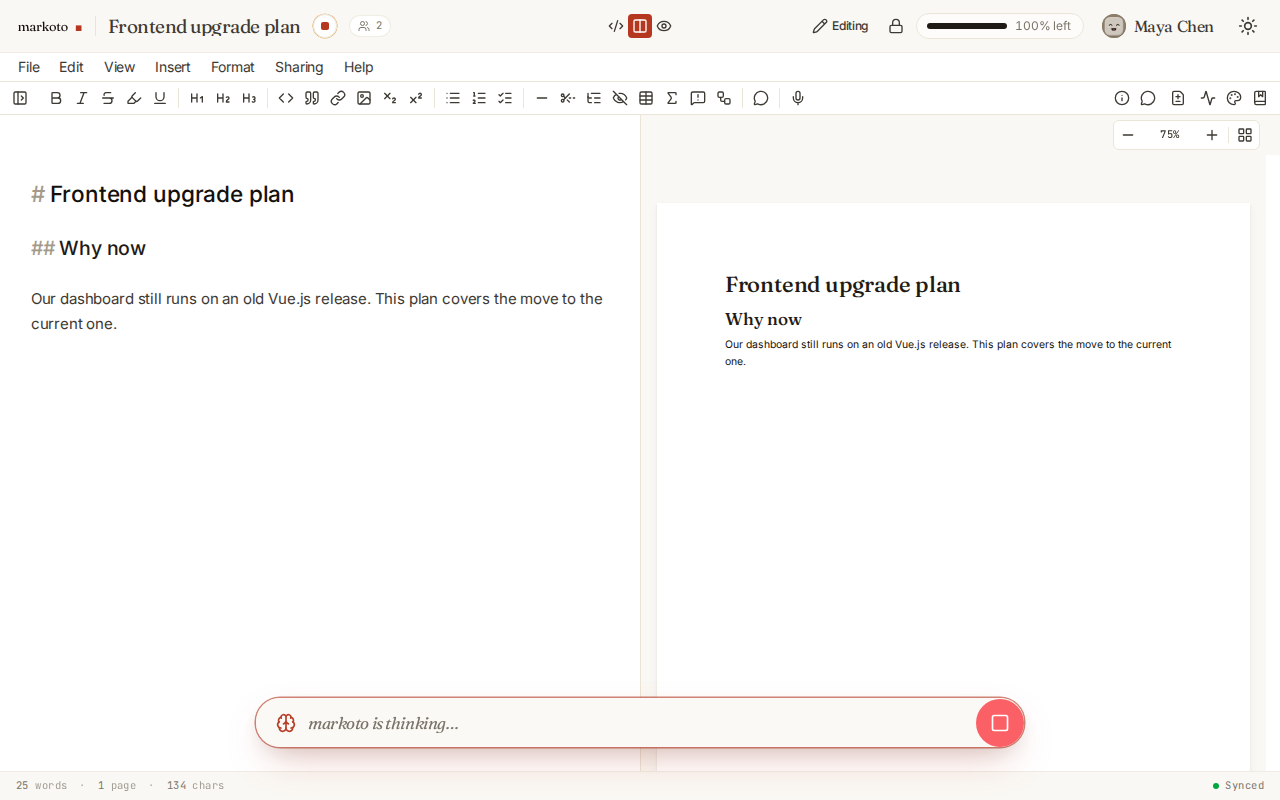 markoto
Frontend upgrade plan
2
Editing
100% left
Maya Chen
File Edit View Insert Format Sharing Help
H1 H2 H3
75%
# Frontend upgrade plan
## Why now
Our dashboard still runs on an old Vue.js release. This plan covers the move to the
current one.
Frontend upgrade plan
Why now
Our dashboard still runs on an old Vue.js release. This plan covers the move to the current
one.
markoto is thinking...
25 words · 1 page · 134 chars
Synced